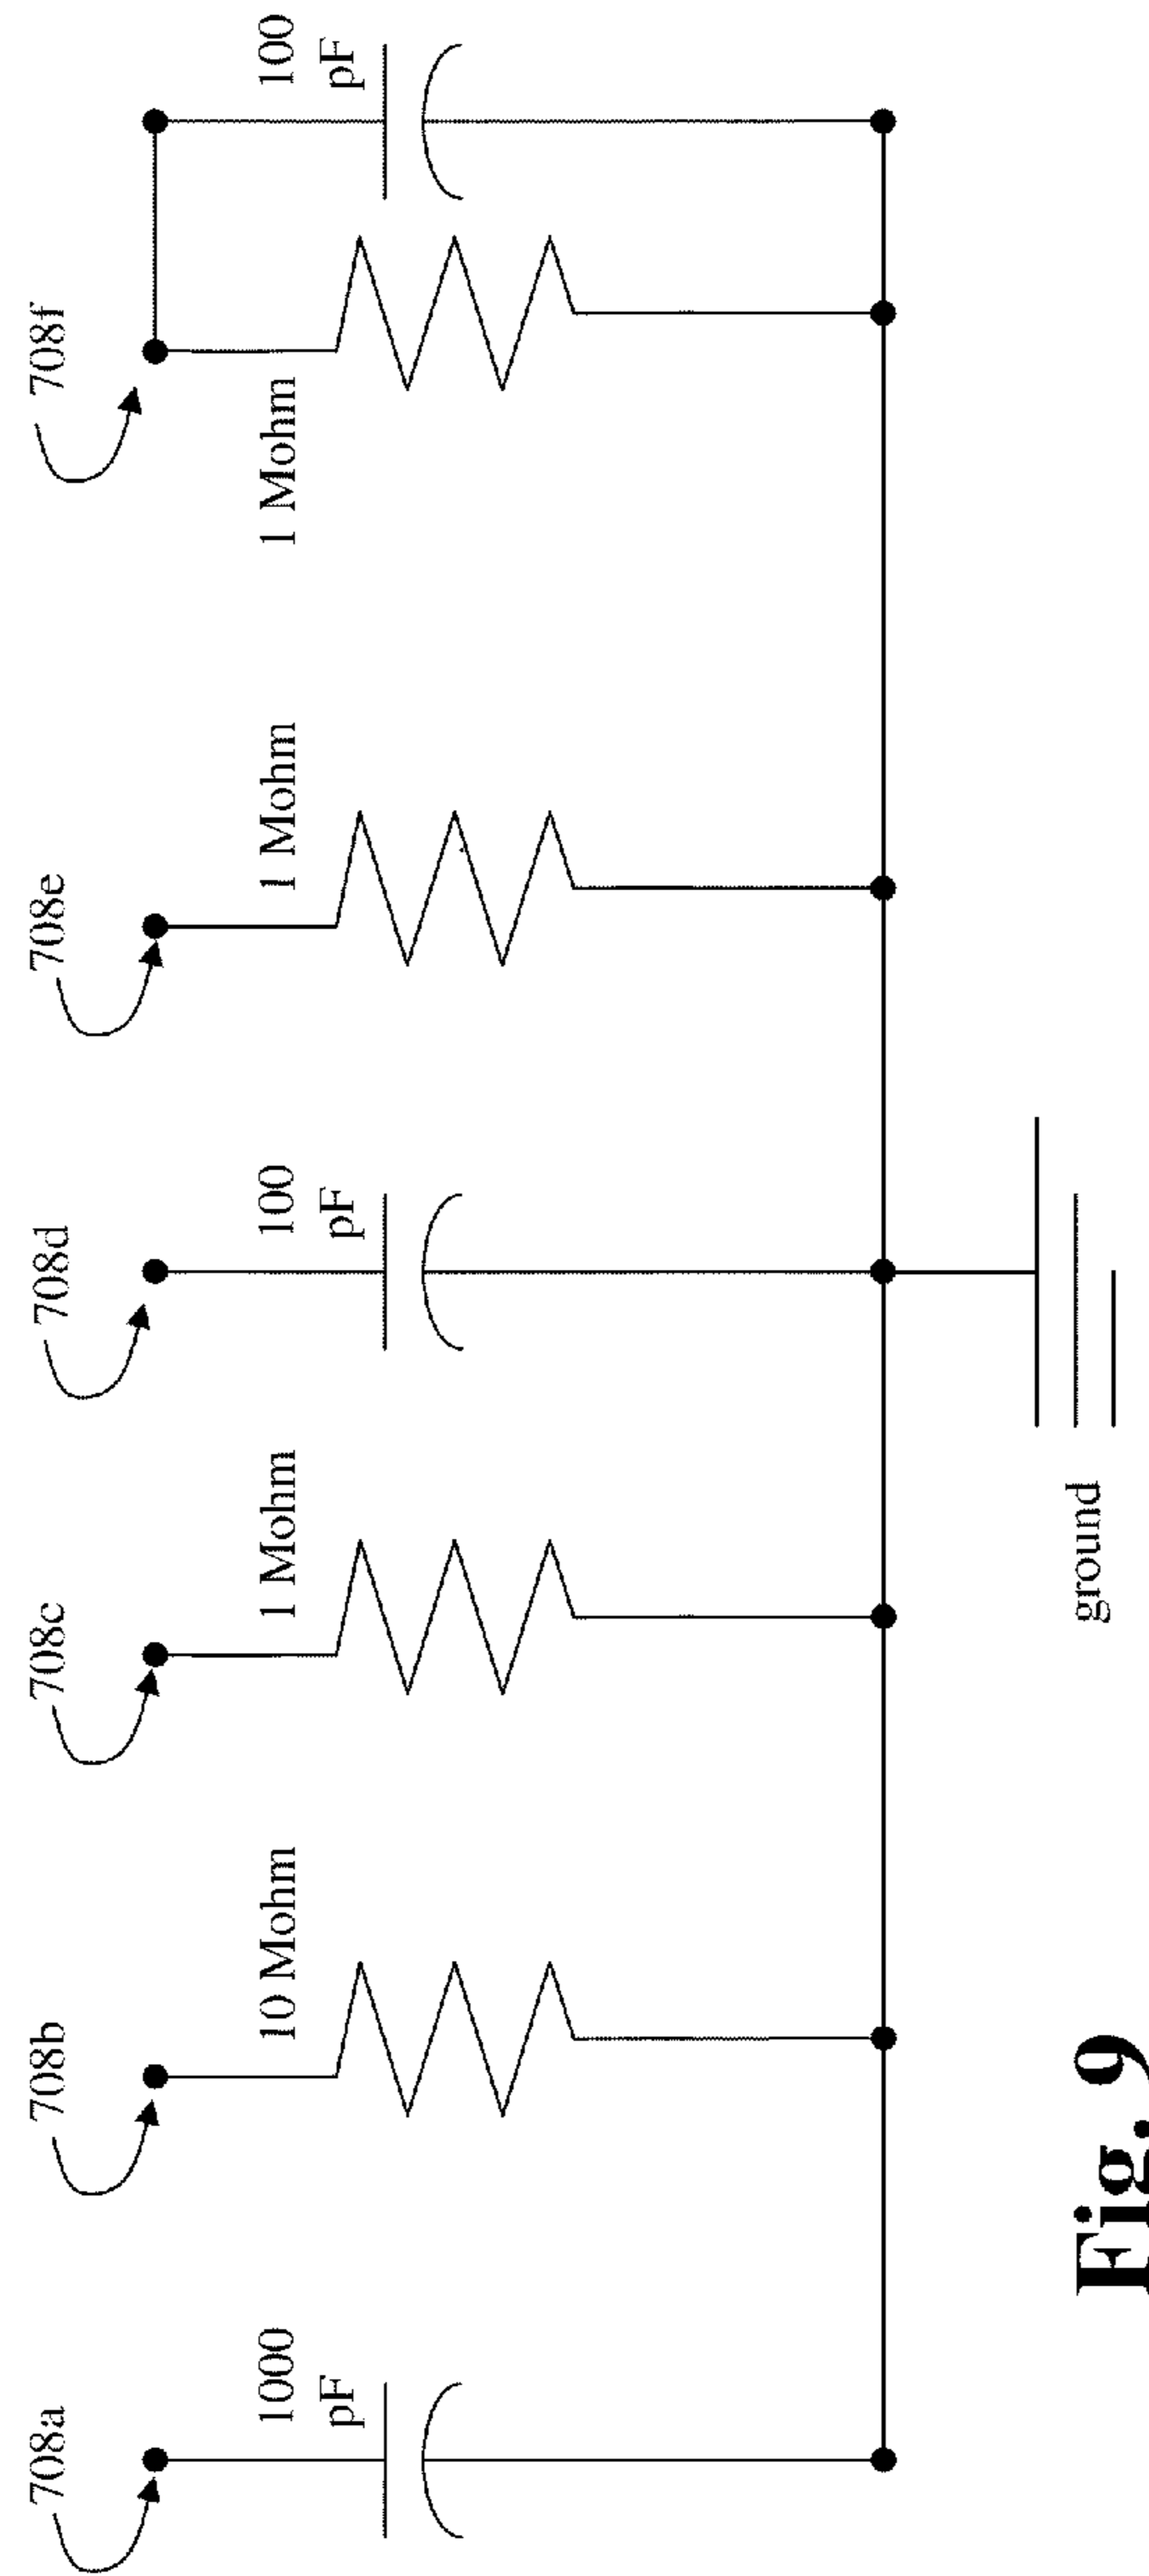 708a
708b
708c
708d
708e
708f
1000
pF
10 Mohm
1 Mohm
100
pF
1 Mohm
1 Mohm
100
pF
ground
Fig. 9